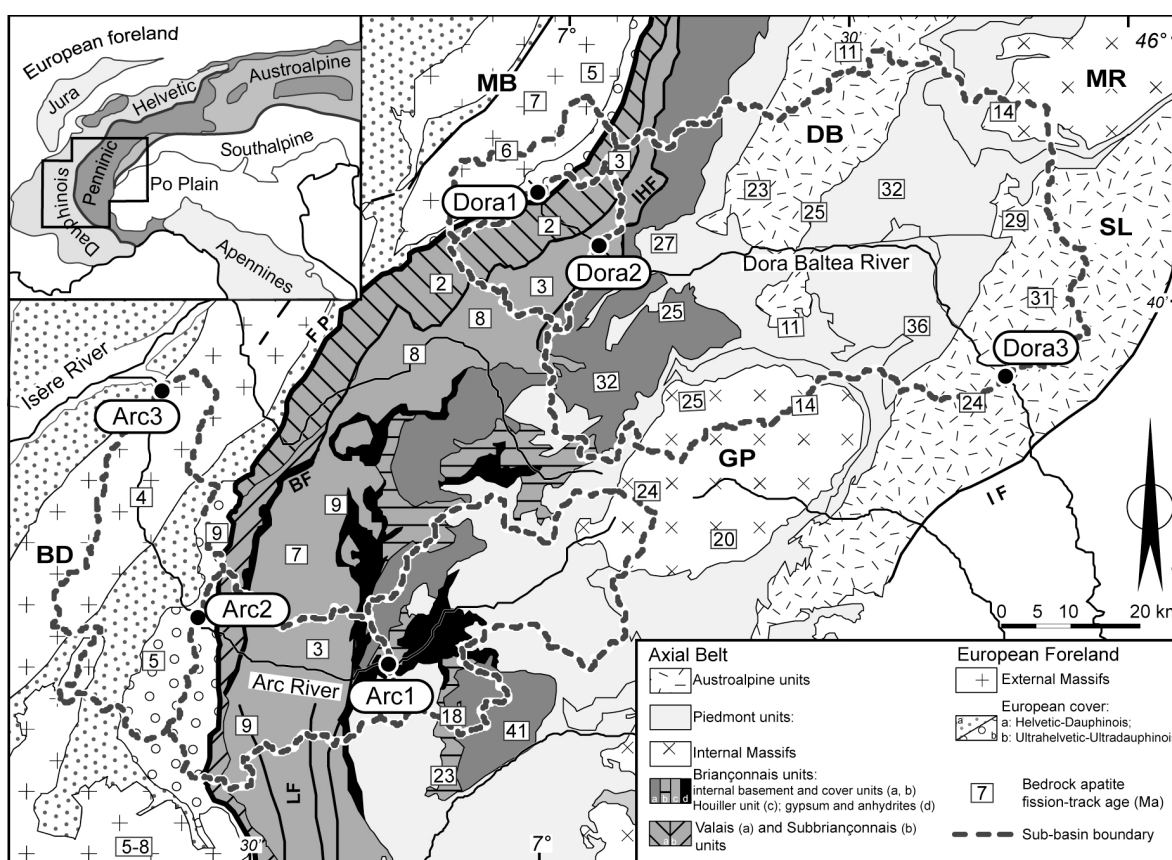 European foreland
Jura
Helvetic
Austroalpine
Penninic
Dauphinois
Southalpine
Po Plain
Apennines
7°
30'
46°
MB
5
7
6
3
11
MR
14
DB
Dora1
IHF
2
23
32
25
29
SL
27
Dora2
Dora Baltea River
2
3
8
25
11
36
31
40'
Isère River
F.P.
8
32
Dora3
Arc3
25
14
24
BF
GP
4
9
9
24
IF
20
7
BD
Arc2
0 5 10 20 km
5
3
Arc River
Arc1
9
18
41
LF
23
5-8
30'
7°
Axial Belt
Austroalpine units
Piedmont units:
Internal Massifs
Briançonnais units:
internal basement and cover units (a, b)
Houiller unit (c); gypsum and anhydrites (d)
a b c d
Valais (a) and Subbriançonnais (b)
units
a b
European Foreland
External Massifs
European cover:
a: Helvetic-Dauphinois;
b: Ultrahelvetic-Ultradauphinois
a b
7
Bedrock apatite
fission-track age (Ma)
Sub-basin boundary